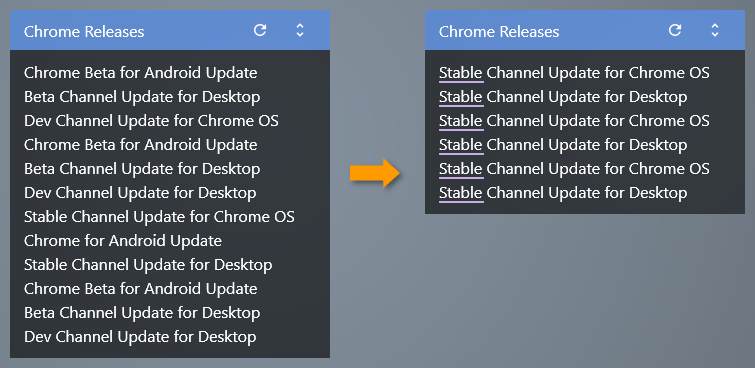 Chrome Releases
Chrome Beta for Android Update
Beta Channel Update for Desktop
Dev Channel Update for Chrome OS
Chrome Beta for Android Update
Beta Channel Update for Desktop
Dev Channel Update for Desktop
Stable Channel Update for Chrome OS
Chrome for Android Update
Stable Channel Update for Desktop
Chrome Beta for Android Update
Beta Channel Update for Desktop
Dev Channel Update for Desktop
Chrome Releases
Stable Channel Update for Chrome OS
Stable Channel Update for Desktop
Stable Channel Update for Chrome OS
Stable Channel Update for Desktop
Stable Channel Update for Chrome OS
Stable Channel Update for Desktop